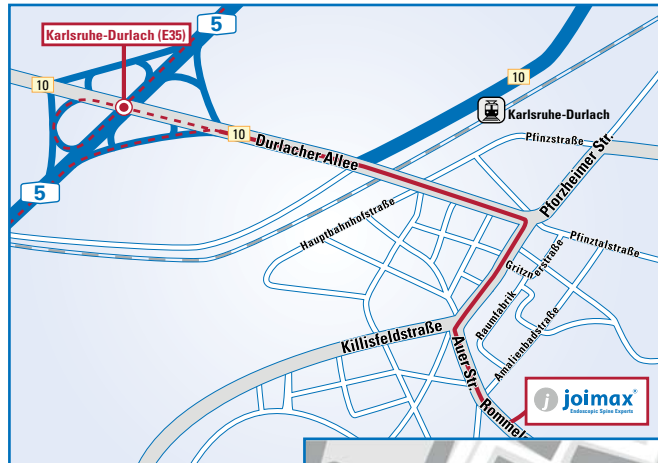 5
Karlsruhe-Durlach (E35)
10
10
10
Karlsruhe-Durlach
Durlacher Allee
Pfinzstraße
Pforzheimer Str.
5
Hauptbahnhofstraße
Pfinztalstraße
Gritznerstraße
Raumfabrik
Amalienbadstraße
Killisfeldstraße
Auer Str.
j joimax®
Endoscopic Spine Experts